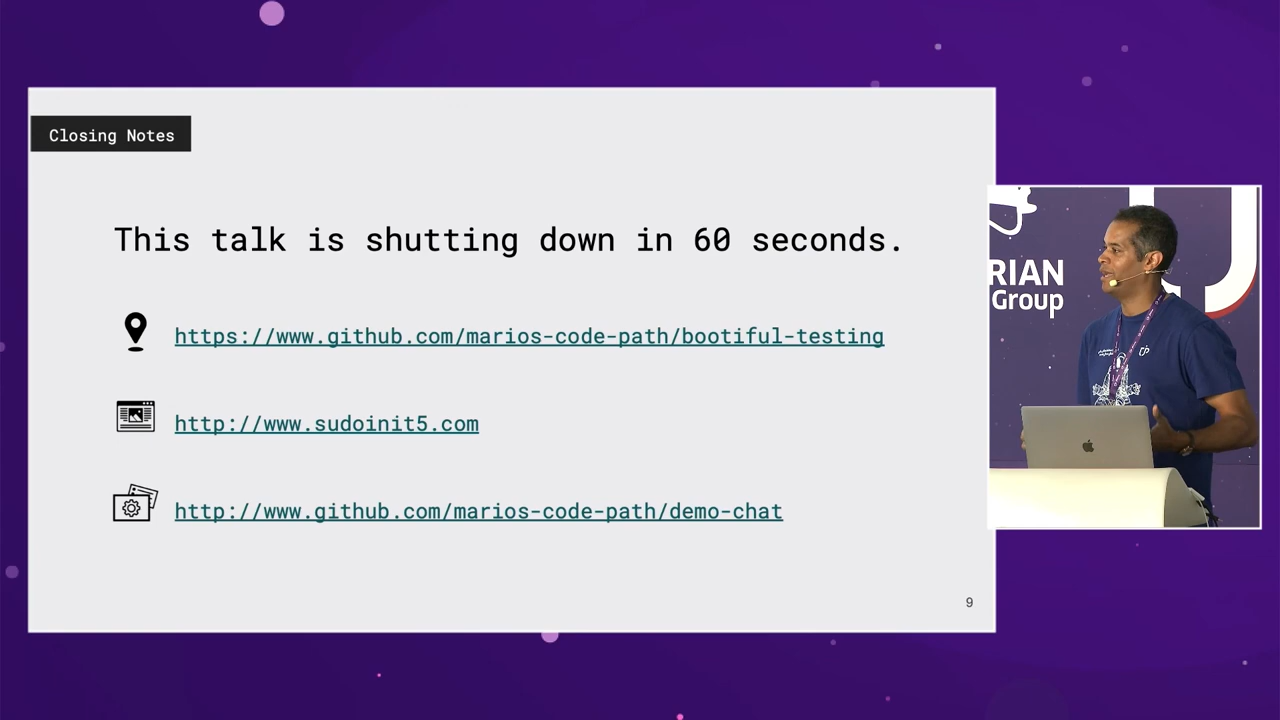 Closing Notes
This talk is shutting down in 60 seconds.
https://www.github.com/marios-code-path/bootiful-testing
http://www.sudoinit5.com
http://www.github.com/marios-code-path/demo-chat
9
RIAN
Group